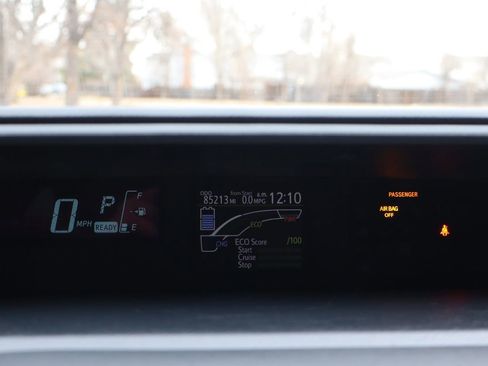 ODO from Start a.m.
85213 MI 0.0 MPG 12:10
P
F
0 MPH
READY E
CHG ECO
ECO Score /100
Start
Cruise
Stop
PASSENGER
AIR BAG
OFF